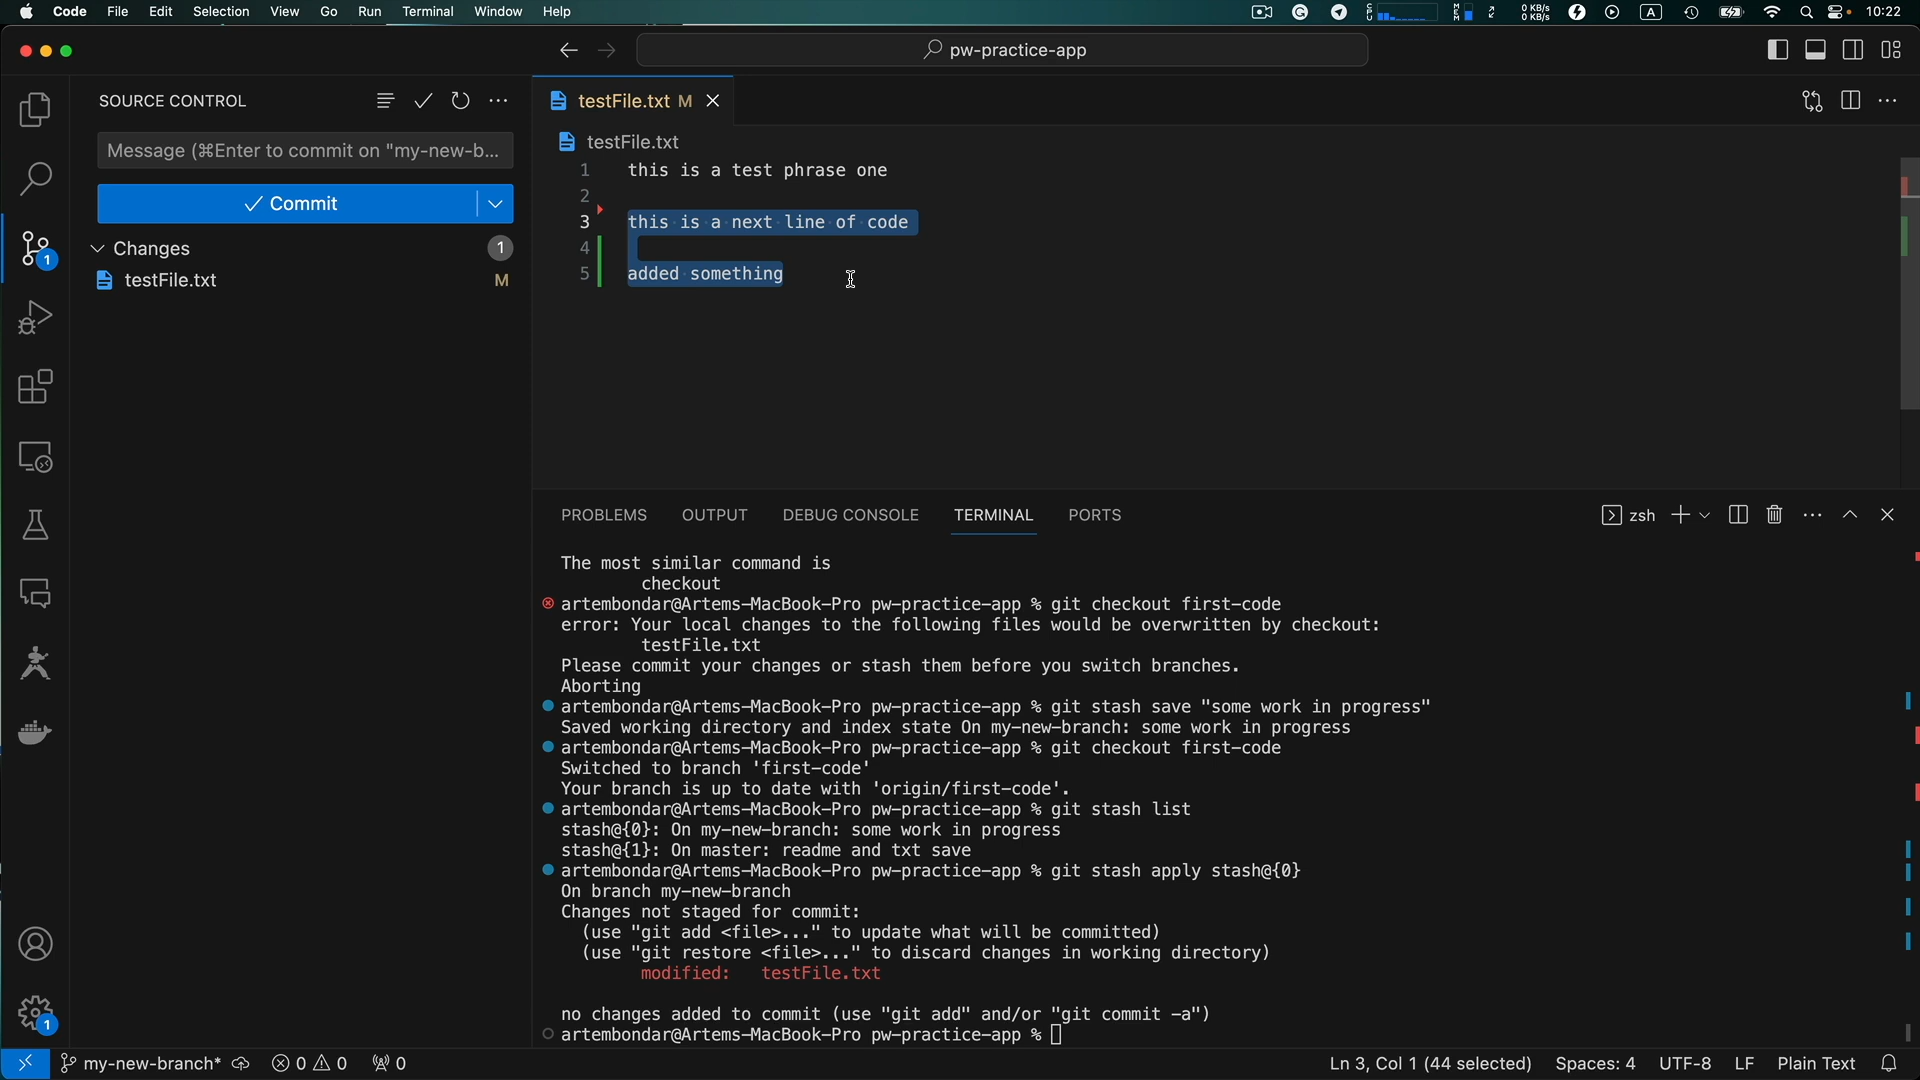 Code File Edit Selection View Go Run Terminal Window Help
CPU
MEM
0 KB/s
0 KB/s
A
10:22
pw-practice-app
SOURCE CONTROL
Message (⌘Enter to commit on "my-new-b...
Commit
Changes 1
testFile.txt M
1
1
testFile.txt M
testFile.txt
1 this is a test phrase one
2
3 this is a next line of code
4
5 added something
PROBLEMS OUTPUT DEBUG CONSOLE TERMINAL PORTS
zsh
The most similar command is
checkout
artembondar@Artems-MacBook-Pro pw-practice-app % git checkout first-code
error: Your local changes to the following files would be overwritten by checkout:
testFile.txt
Please commit your changes or stash them before you switch branches.
Aborting
artembondar@Artems-MacBook-Pro pw-practice-app % git stash save "some work in progress"
Saved working directory and index state On my-new-branch: some work in progress
artembondar@Artems-MacBook-Pro pw-practice-app % git checkout first-code
Switched to branch 'first-code'
Your branch is up to date with 'origin/first-code'.
artembondar@Artems-MacBook-Pro pw-practice-app % git stash list
stash@{0}: On my-new-branch: some work in progress
stash@{1}: On master: readme and txt save
artembondar@Artems-MacBook-Pro pw-practice-app % git stash apply stash@{0}
On branch my-new-branch
Changes not staged for commit:
(use "git add <file>..." to update what will be committed)
(use "git restore <file>..." to discard changes in working directory)
modified: testFile.txt
no changes added to commit (use "git add" and/or "git commit -a")
artembondar@Artems-MacBook-Pro pw-practice-app %
my-new-branch* 0 0 0
Ln 3, Col 1 (44 selected) Spaces: 4 UTF-8 LF Plain Text